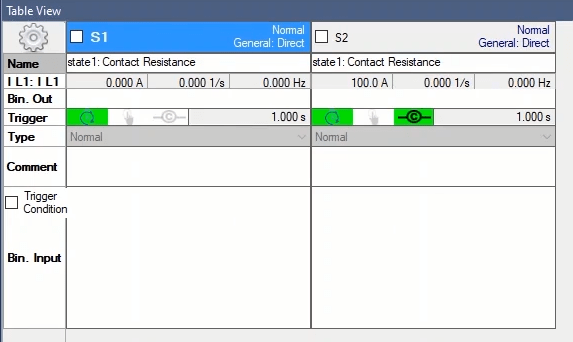 Table View
S1
Normal
General: Direct
S2
Normal
General: Direct
Name
state1: Contact Resistance
state1: Contact Resistance
I L1: I L1
0.000 A
0.000 1/s
0.000 Hz
100.0 A
0.000 1/s
0.000 Hz
Bin. Out
Trigger
C
1.000 s
C
1.000 s
Type
Normal
Normal
Comment
Trigger
Condition
Bin. Input